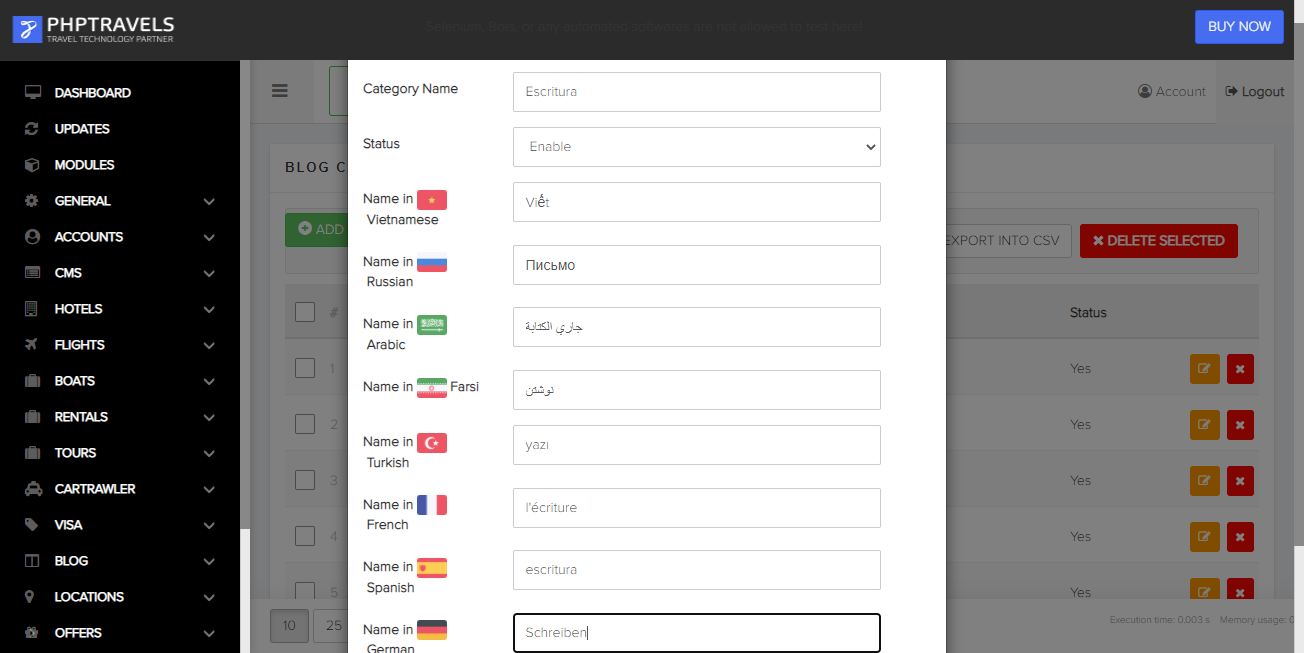 PHPTRAVELS
TRAVEL TECHNOLOGY PARTNER
Selenium, Bots, or any automated softwares are not allowed to test here!
BUY NOW
DASHBOARD
UPDATES
MODULES
GENERAL
ACCOUNTS
CMS
HOTELS
FLIGHTS
BOATS
RENTALS
TOURS
CARTRAWLER
VISA
BLOG
LOCATIONS
OFFERS
Account
Logout
BLOG C
ADD
EXPORT INTO CSV
DELETE SELECTED
#
Status
1
Yes
2
Yes
3
Yes
4
Yes
5
Yes
10
25
Execution time: 0.003 s
Memory usage: 0
Category Name
Escritura
Status
Enable
Name in
Vietnamese
Viết
Name in
Russian
Письмо
Name in
Arabic
جاري الكتابة
Name in Farsi
نوشتن
Name in
Turkish
yazı
Name in
French
l'écriture
Name in
Spanish
escritura
Name in
German
Schreiben